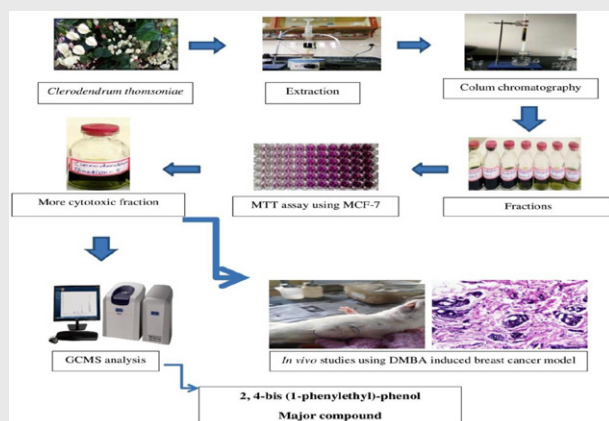 Clerodendrum thomsoniae
Extraction
Colum chromatography
More cytotoxic fraction
MTT assay using MCF-7
Fractions
GCMS analysis
In vivo studies using DMBA induced breast cancer model
2, 4-bis (1-phenylethyl)-phenol
Major compound